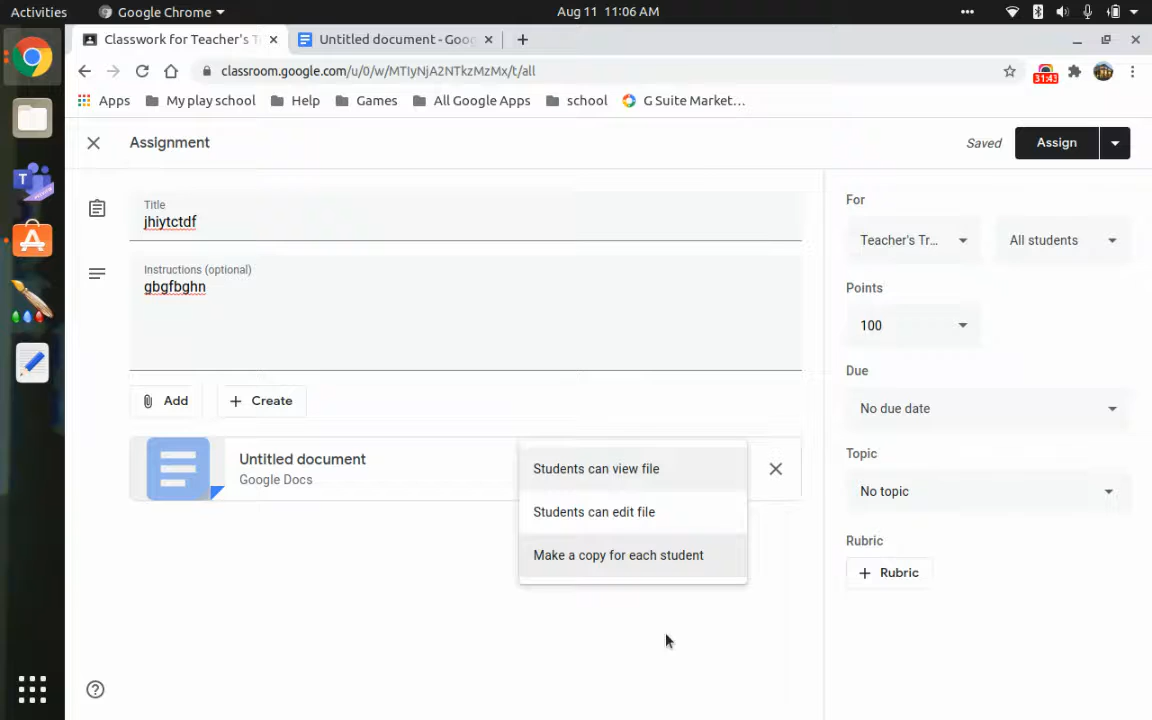 Activities Google Chrome Aug 11 11:06 AM
Classwork for Teacher's T Untitled document - Goog
classroom.google.com/u/0/w/MTIyNjA2NTkzMzMx/t/all 31:43
Apps My play school Help Games All Google Apps school G Suite Market...
Assignment Saved Assign
Title
jhiytctdf
Instructions (optional)
gbgfbghn
Add Create
Untitled document
Google Docs
Students can view file
Students can edit file
Make a copy for each student
For
Teacher's Tr... All students
Points
100
Due
No due date
Topic
No topic
Rubric
Rubric